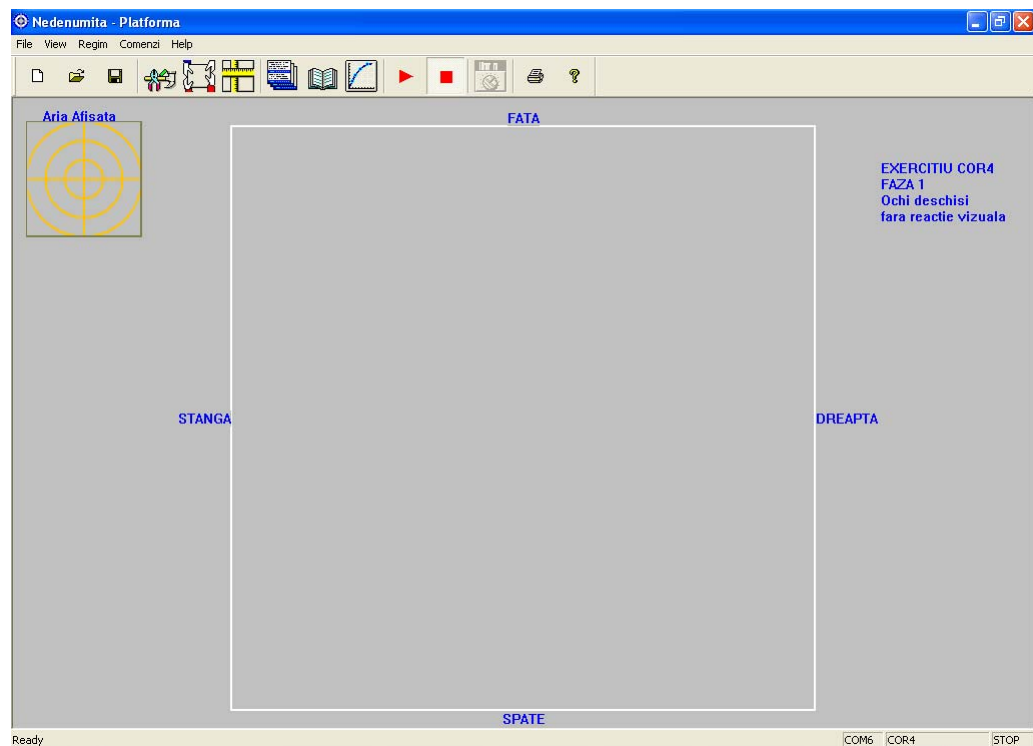 Nedenumita - Platforma
File View Regim Comenzi Help
Aria Afisata
FATA
EXERCITIU COR4
FAZA 1
Ochi deschisi
fara reactie vizuala
STANGA
DREAPTA
SPATE
Ready COM6 COR4 STOP